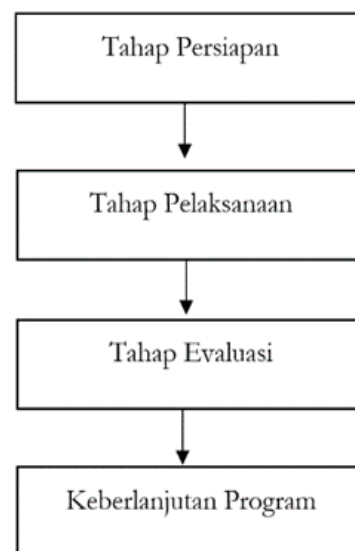 Tahap Persiapan
Tahap Pelaksanaan
Tahap Evaluasi
Keberlanjutan Program